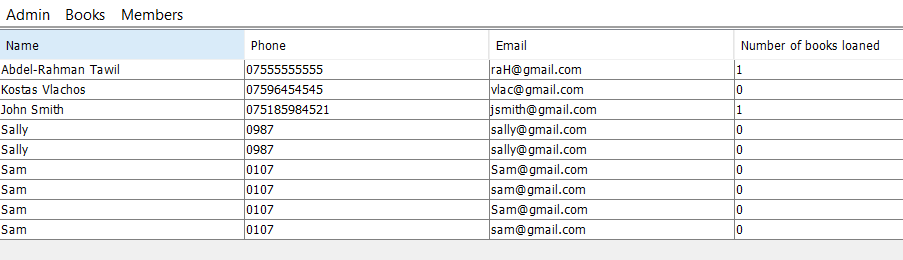 Admin Books Members
Name Phone Email Number of books loaned
Abdel-Rahman Tawil 07555555555 raH@gmail.com 1
Kostas Vlachos 07596454545 vlac@gmail.com 0
John Smith 075185984521 jsmith@gmail.com 1
Sally 0987 sally@gmail.com 0
Sally 0987 sally@gmail.com 0
Sam 0107 Sam@gmail.com 0
Sam 0107 sam@gmail.com 0
Sam 0107 Sam@gmail.com 0
Sam 0107 sam@gmail.com 0